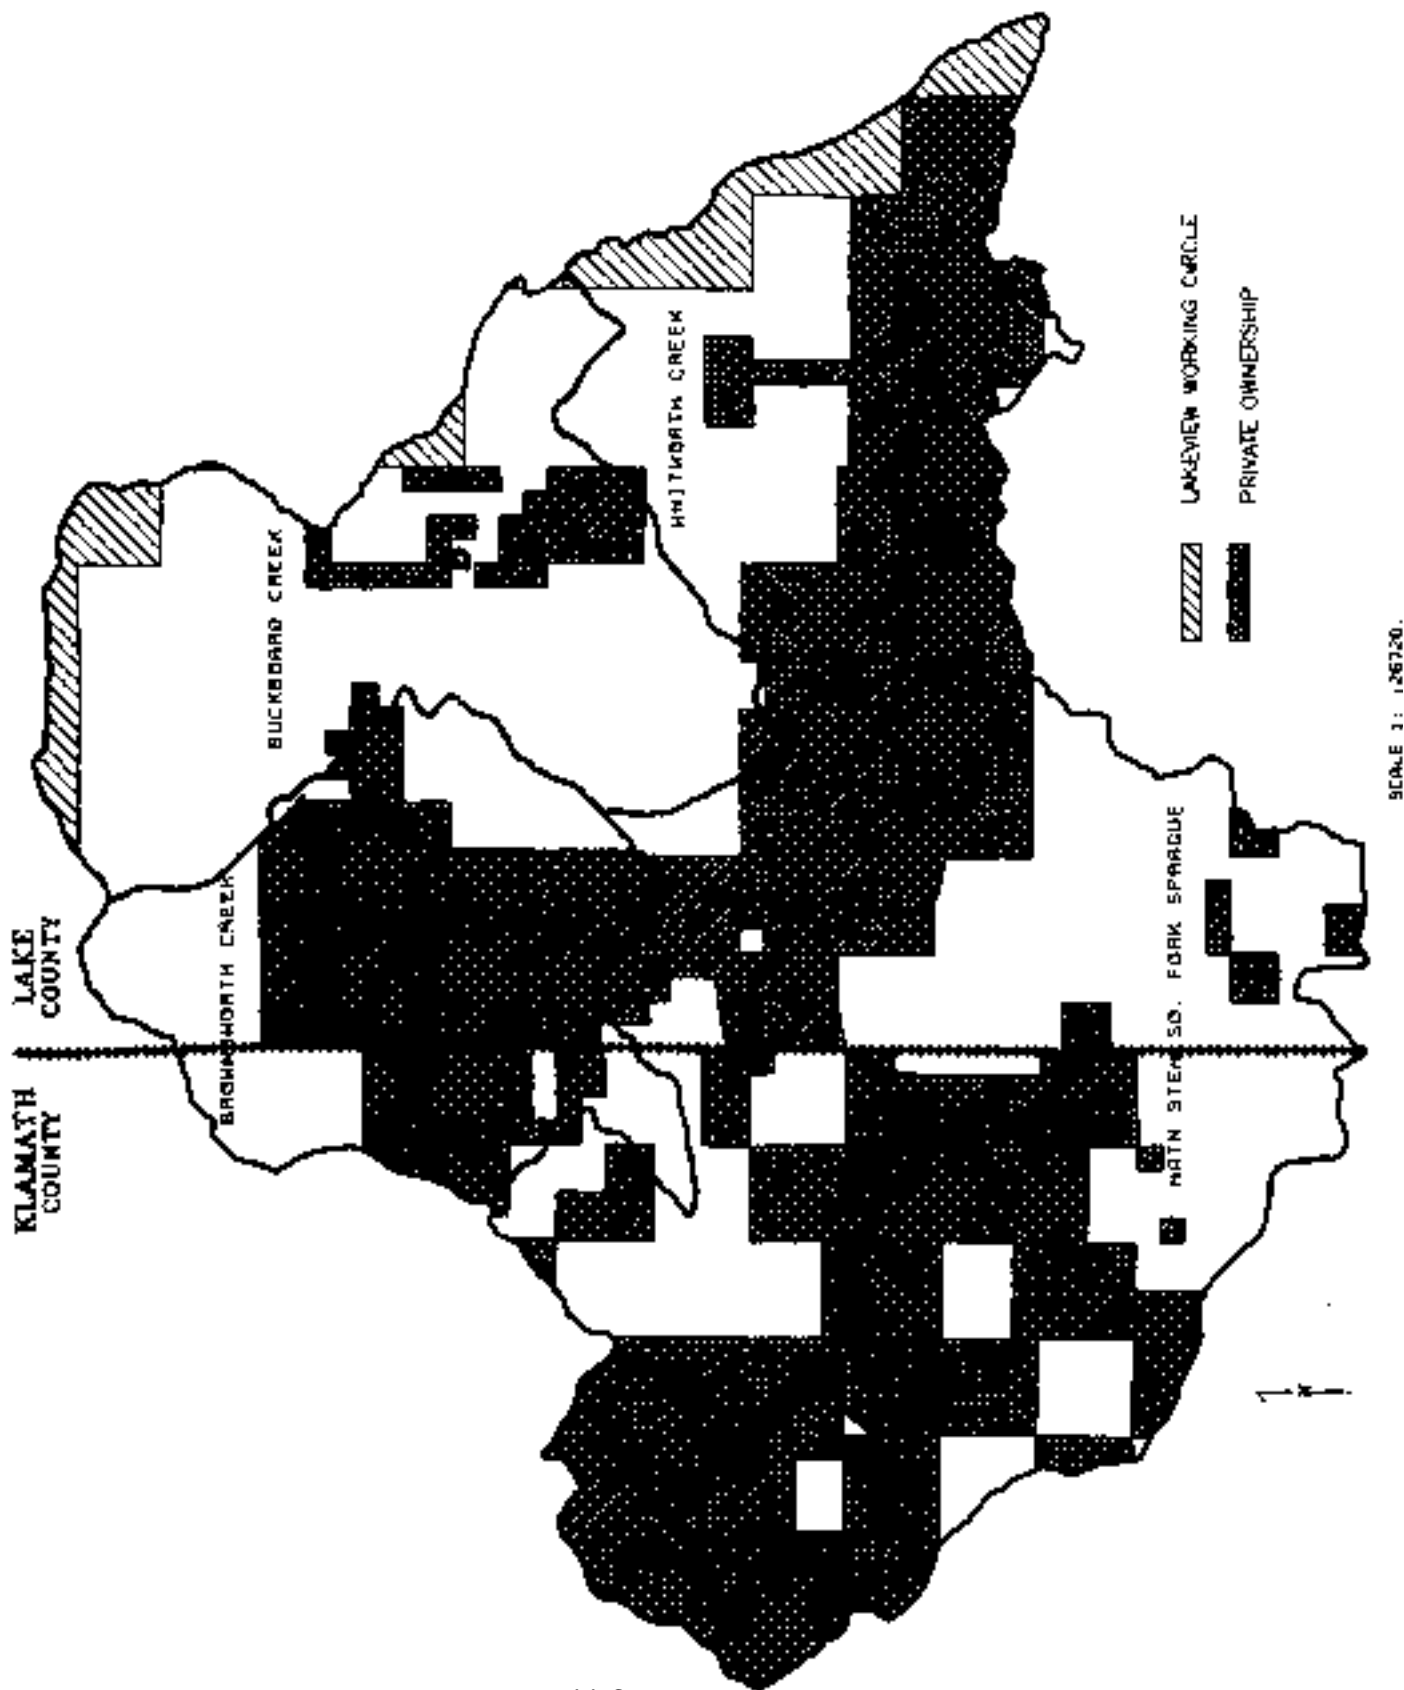 KLAMATH
COUNTY
LAKE
COUNTY
BROWNSWORTH CREEK
BUCKBOARD CREEK
WHITWORTH CREEK
MAIN STEM SO. FORK SPRAGUE
LAKEVIEW WORKING CIRCLE
PRIVATE OWNERSHIP
SCALE 1: 126720.